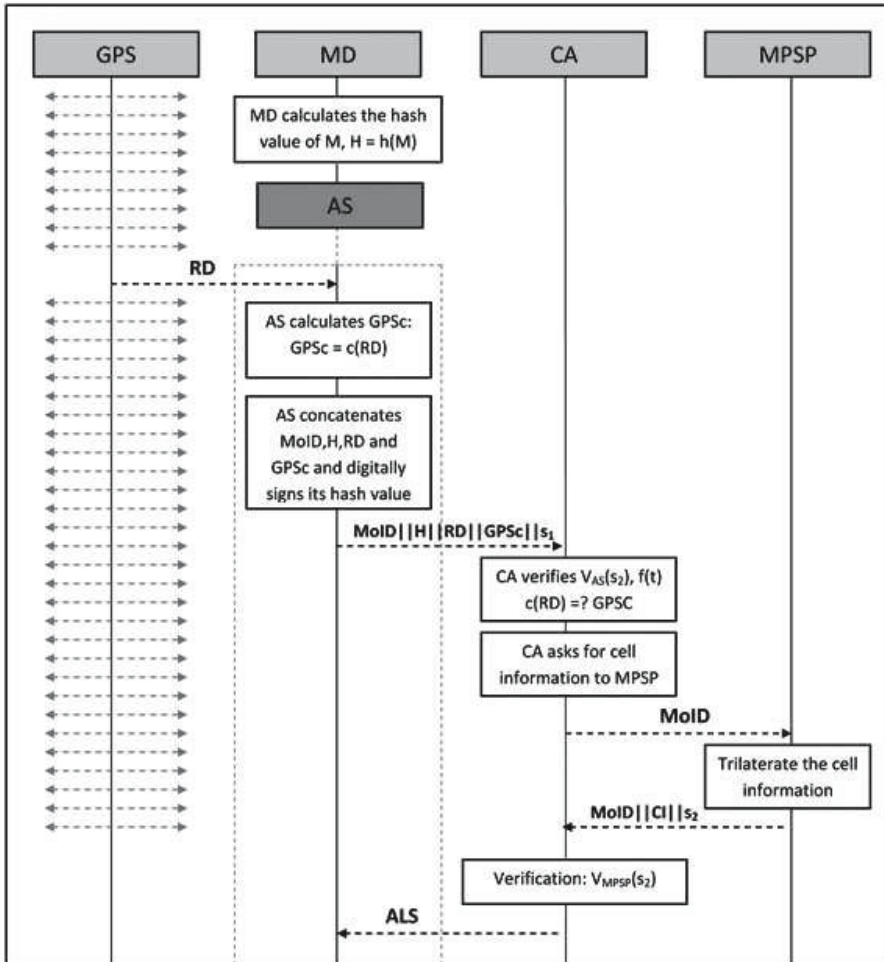 GPS
MD
CA
MPSP
MD calculates the hash
value of M, H = h(M)
AS
RD
AS calculates GPSc:
GPSc = c(RD)
AS concatenates
MoID,H,RD and
GPSc and digitally
signs its hash value
MoID||H||RD||GPSc||s₁
CA verifies V_AS(s₂), f(t)
c(RD) =? GPSC
CA asks for cell
information to MPSP
MoID
Trilaterate the cell
information
MoID||CI||s₂
Verification: V_MPSP(s₂)
ALS